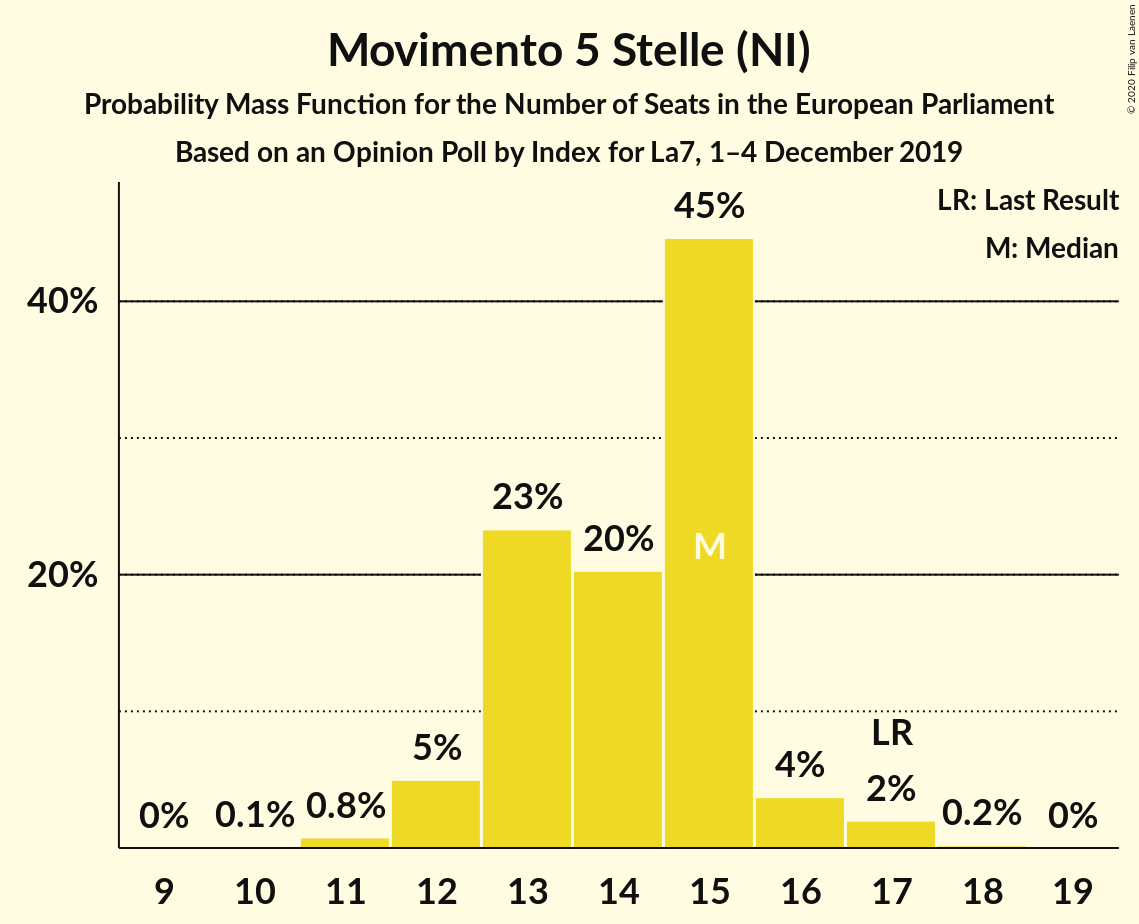 © 2020 Filip van Laenen
Movimento 5 Stelle (NI)
Probability Mass Function for the Number of Seats in the European Parliament
Based on an Opinion Poll by Index for La7, 1–4 December 2019
LR: Last Result
M: Median
45%
40%
23%
20%
M
20%
LR
5%
4%
2%
0%
0.1%
0.8%
0.2%
0%
9 10 11 12 13 14 15 16 17 18 19